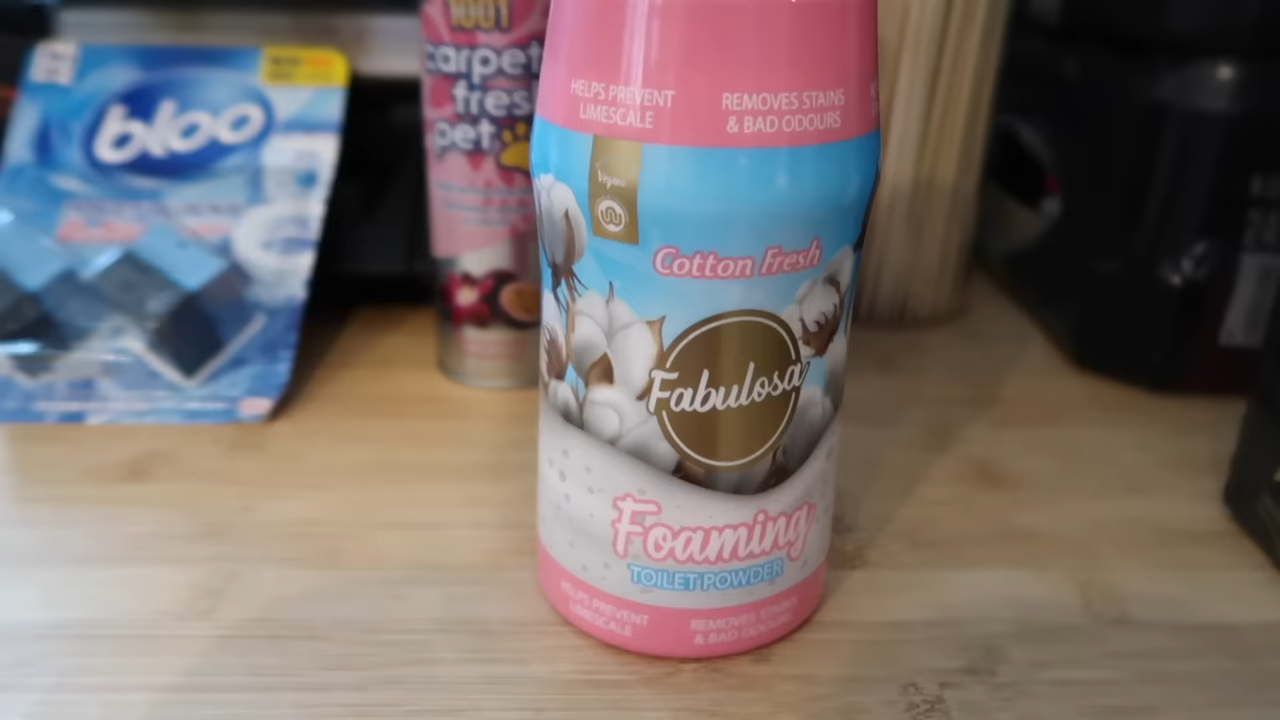 bloo
1001
carpet
fresh
pet
HELPS PREVENT
LIMESCALE
REMOVES STAINS
& BAD ODOURS
Vegan
Cotton Fresh
Fabulosa
Foaming
TOILET POWDER
HELPS PREVENT
LIMESCALE
REMOVES STAINS
& BAD ODOURS